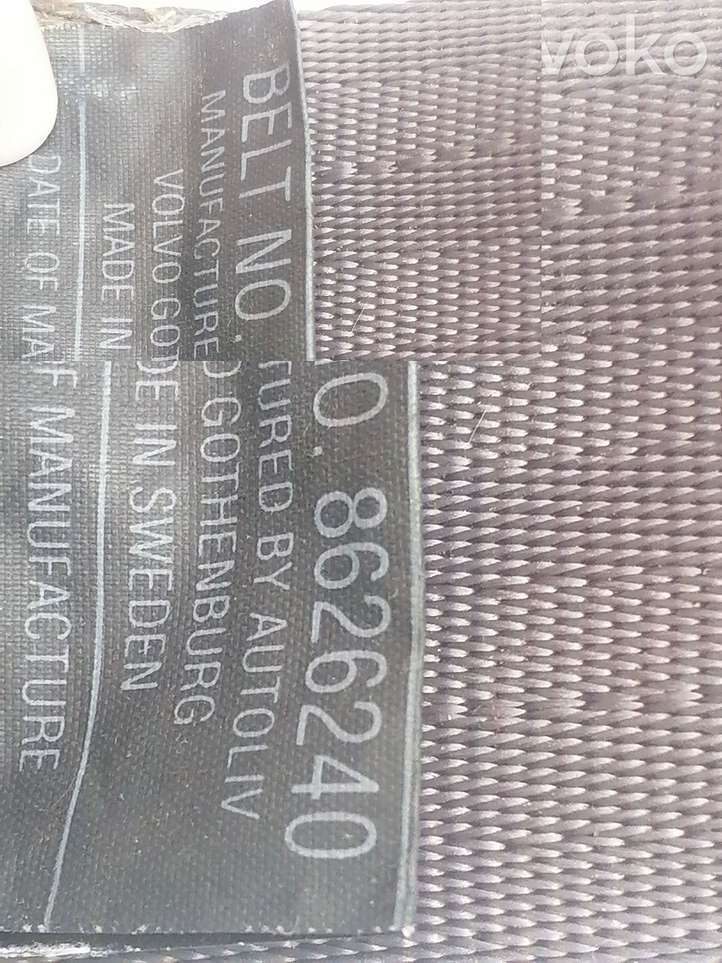 voko
BELT NO.
MANUFACTURE
VOLVO GO
MADE IN
DATE OF MA
O. 8626240
TURED BY AUTOLIV
O GOTHENBURG
DE IN SWEDEN
F MANUFACTURE